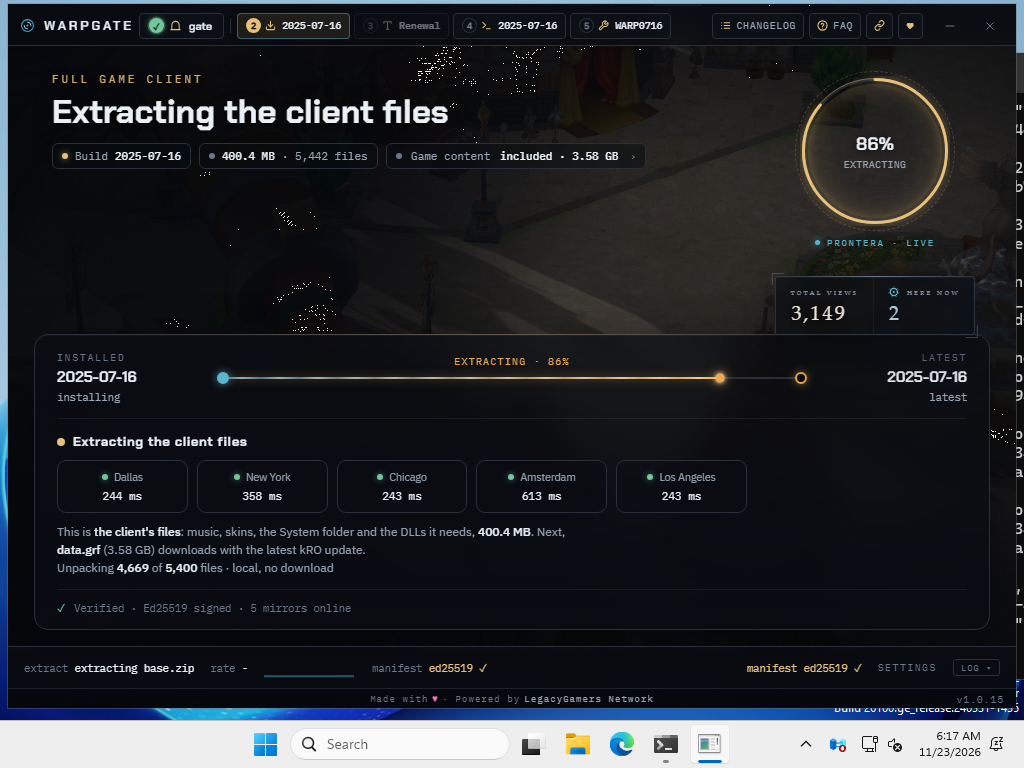 WARPGATE gate 2 2025-07-16 3 Renewal 4 2025-07-16 5 WARP0716 CHANGELOG FAQ
FULL GAME CLIENT
Extracting the client files
Build 2025-07-16 400.4 MB · 5,442 files Game content included · 3.58 GB ›
86%
EXTRACTING
PRONTERA · LIVE
TOTAL VIEWS HERE NOW
3,149 2
INSTALLED EXTRACTING · 86% LATEST
2025-07-16 2025-07-16
installing latest
Extracting the client files
Dallas New York Chicago Amsterdam Los Angeles
244 ms 358 ms 243 ms 613 ms 243 ms
This is the client's files: music, skins, the System folder and the DLLs it needs, 400.4 MB. Next,
data.grf (3.58 GB) downloads with the latest kRO update.
Unpacking 4,669 of 5,400 files · local, no download
✓ Verified · Ed25519 signed · 5 mirrors online
extract extracting base.zip rate - manifest ed25519 ✓ manifest ed25519 ✓ SETTINGS LOG
Made with ♥ · Powered by LegacyGamers Network v1.0.15
Search
6:17 AM
11/23/2026